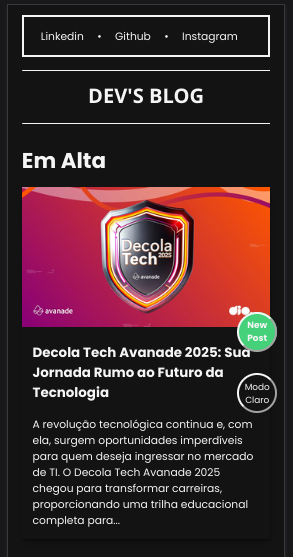 Linkedin • Github • Instagram
DEV'S BLOG
Em Alta
Decola
Tech 2025
avanade
avanade
dio
New
Post
Decola Tech Avanade 2025: Sua
Jornada Rumo ao Futuro da
Tecnologia
Modo
Claro
A revolução tecnológica continua e, com
ela, surgem oportunidades imperdíveis
para quem deseja ingressar no mercado
de TI. O Decola Tech Avanade 2025
chegou para transformar carreiras,
proporcionando uma trilha educacional
completa para...